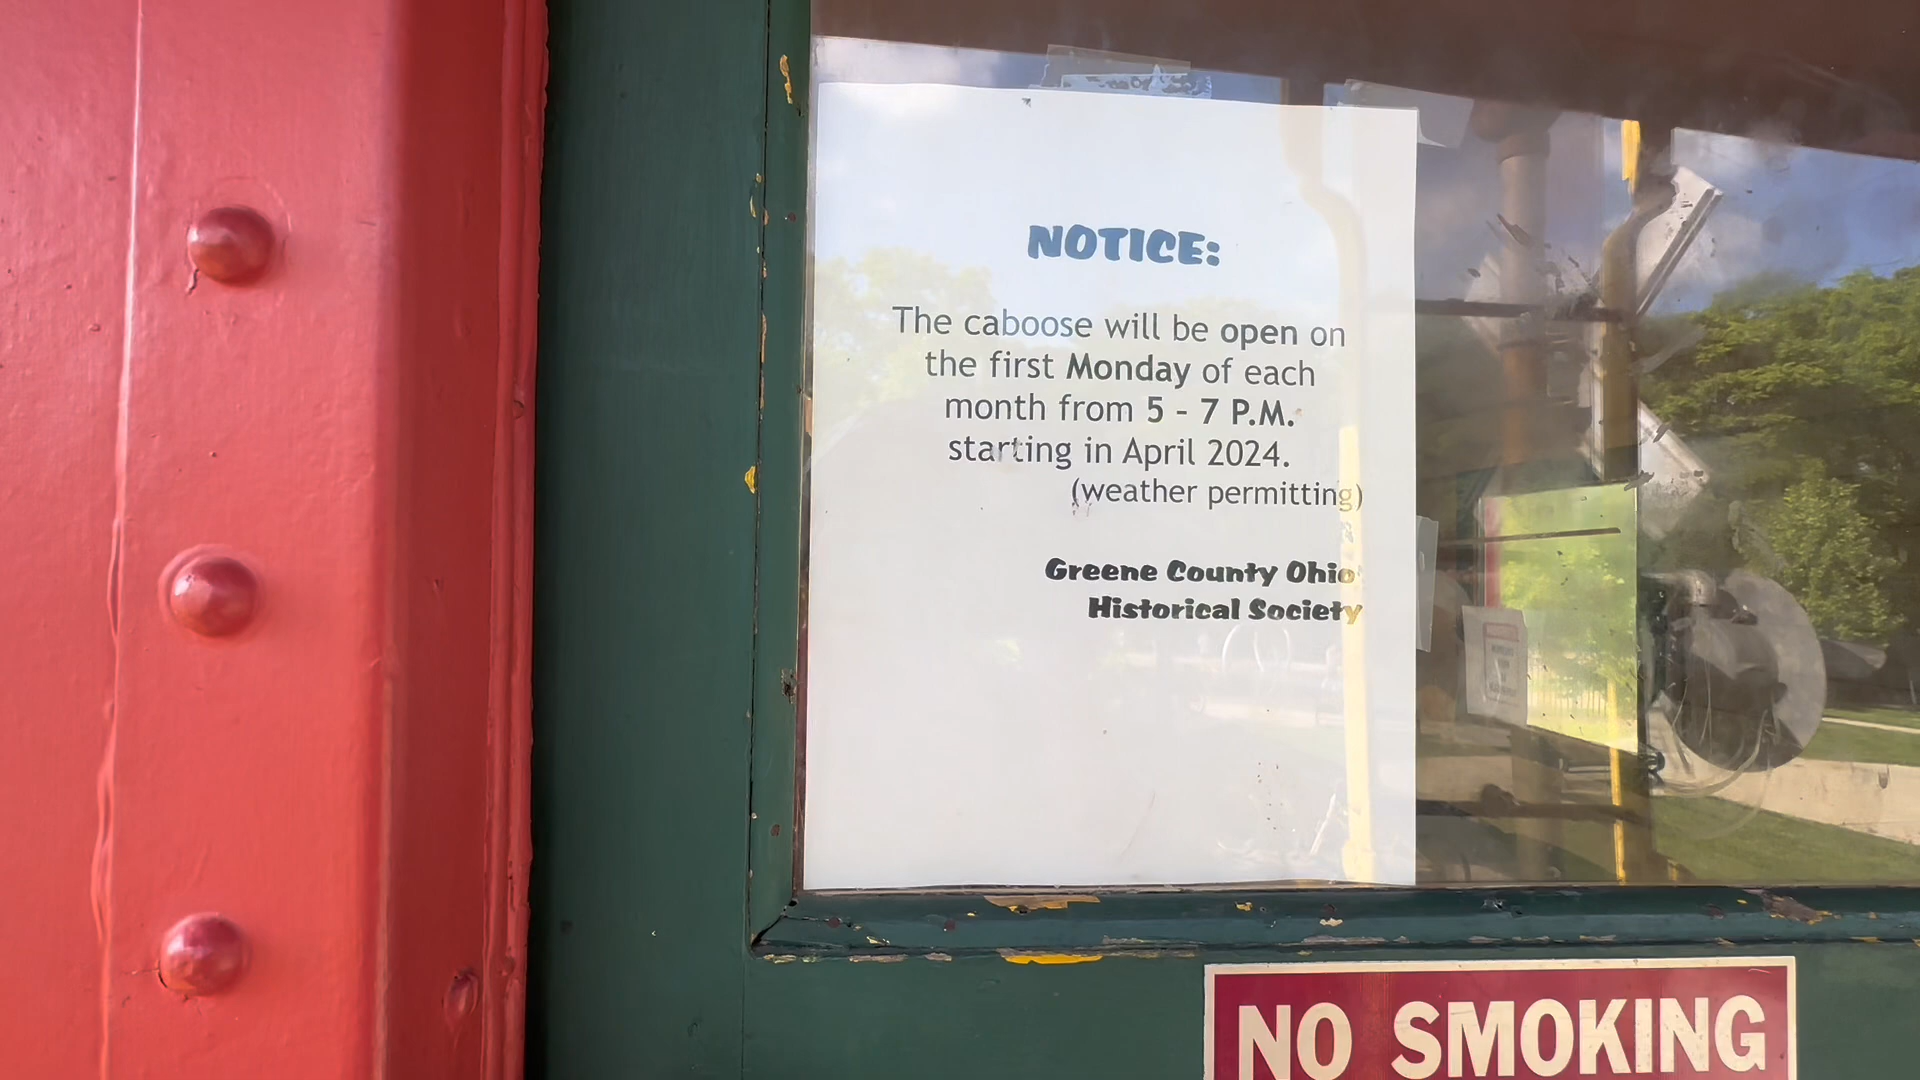 NOTICE:
The caboose will be open on
the first Monday of each
month from 5 - 7 P.M.
starting in April 2024.
(weather permitting)
Greene County Ohio
Historical Society
NO SMOKING